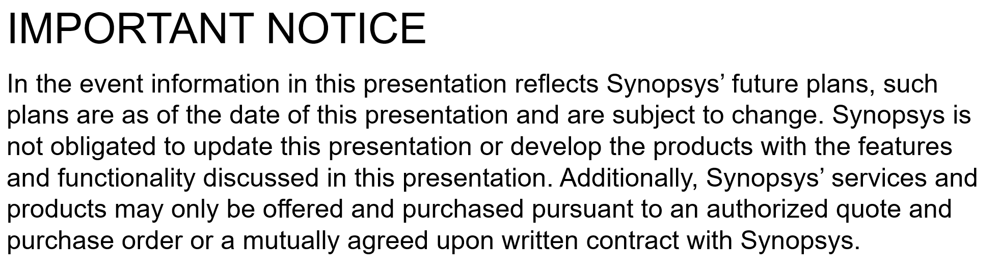 IMPORTANT NOTICE
In the event information in this presentation reflects Synopsys’ future plans, such
plans are as of the date of this presentation and are subject to change. Synopsys is
not obligated to update this presentation or develop the products with the features
and functionality discussed in this presentation. Additionally, Synopsys’ services and
products may only be offered and purchased pursuant to an authorized quote and
purchase order or a mutually agreed upon written contract with Synopsys.